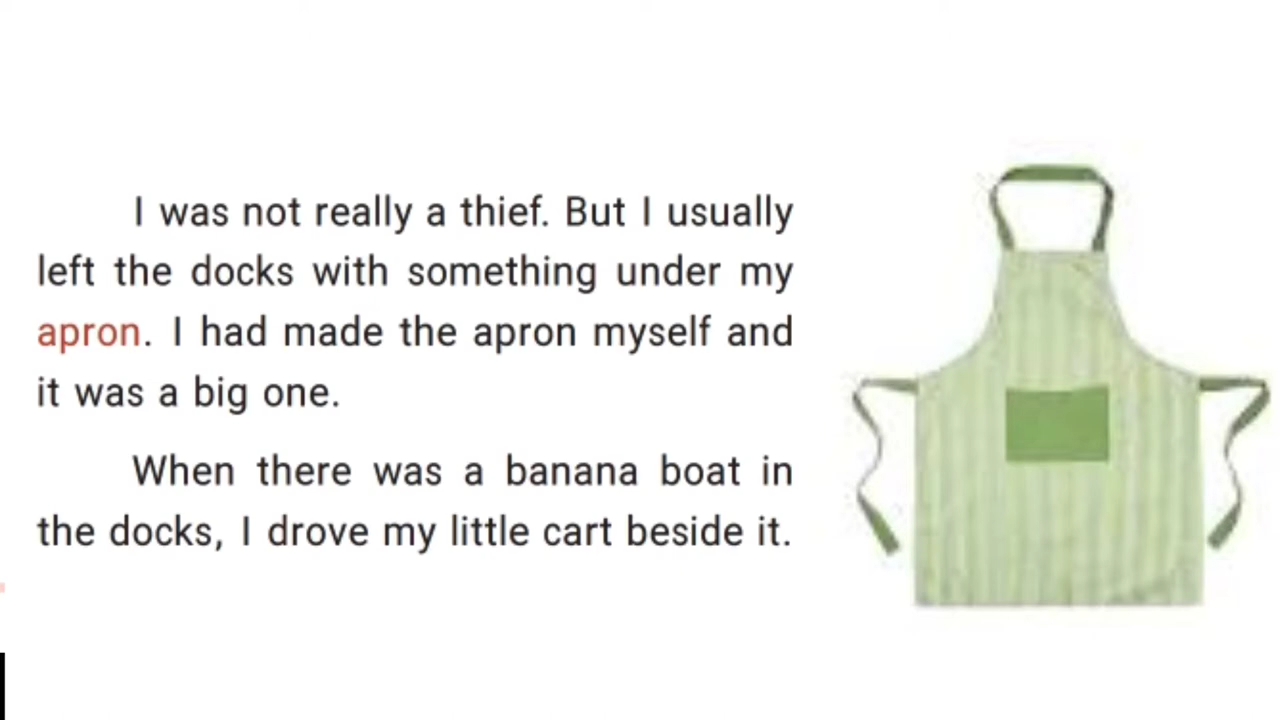 I was not really a thief. But I usually
left the docks with something under my
apron. I had made the apron myself and
it was a big one.
When there was a banana boat in
the docks, I drove my little cart beside it.